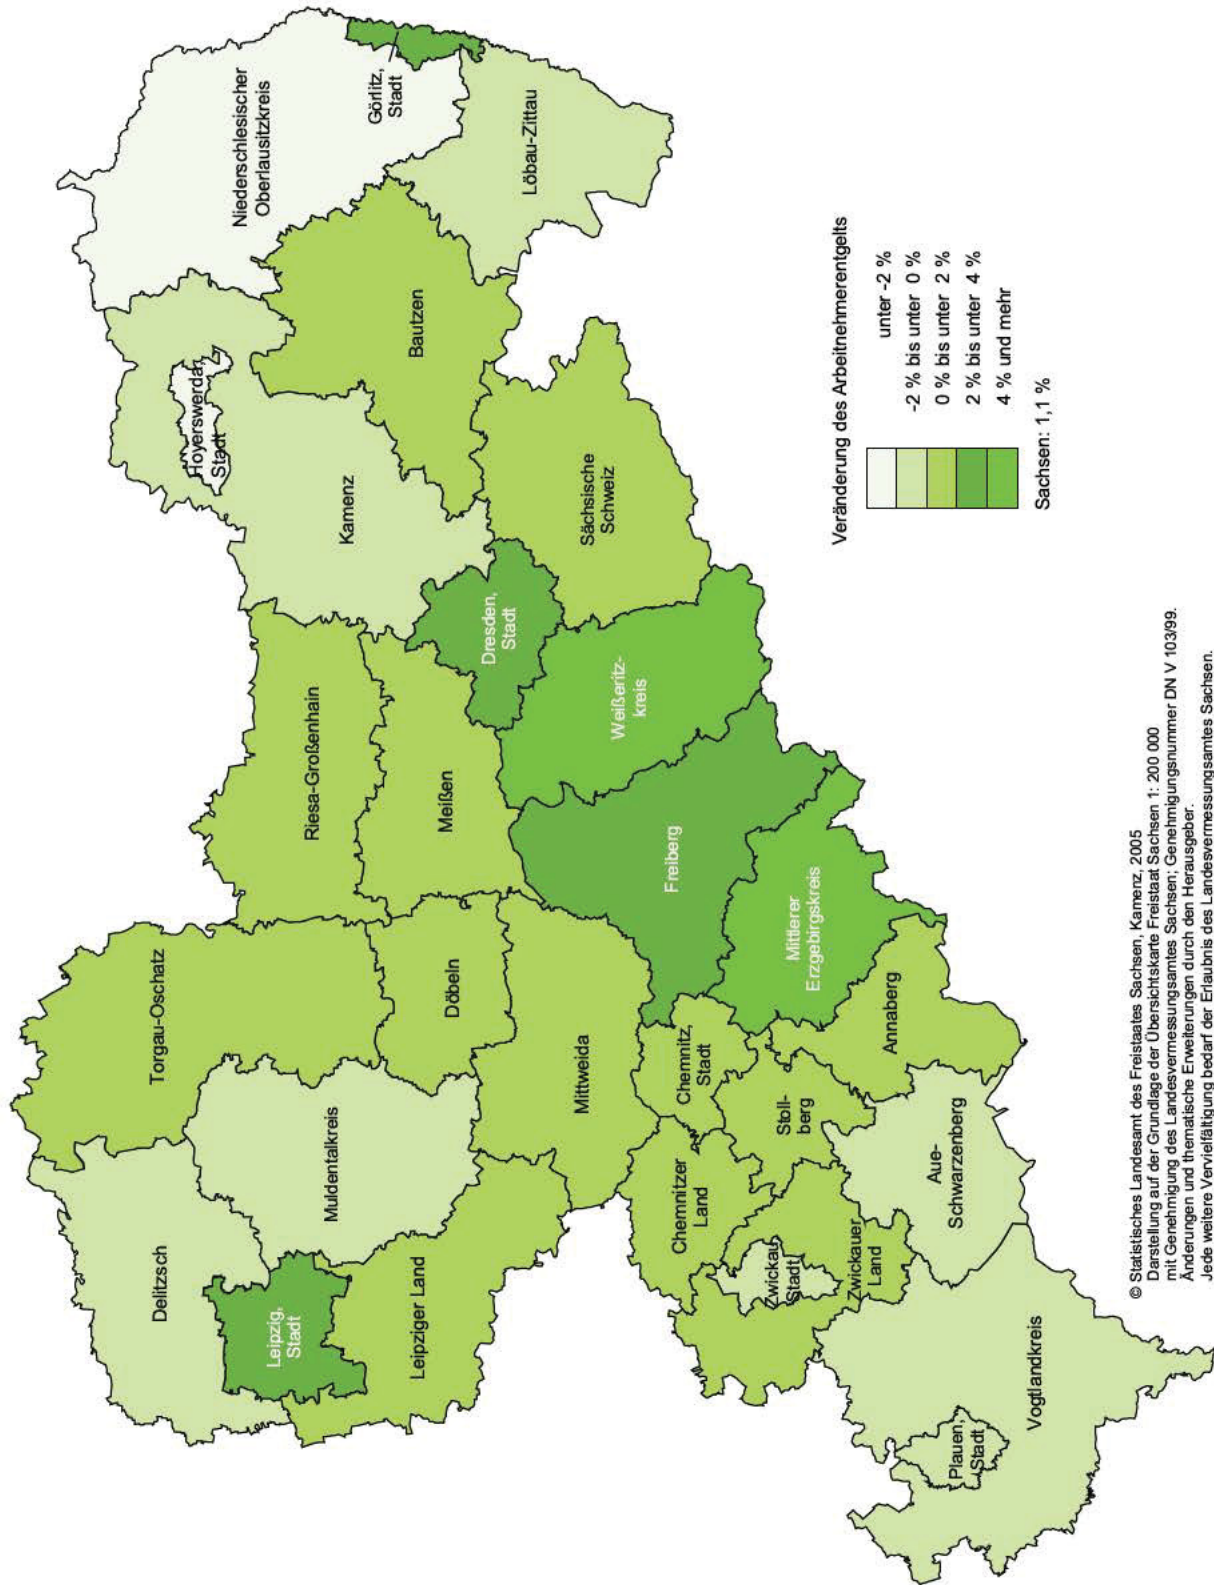 Niederschlesischer
Oberlausitzkreis
Görlitz,
Stadt
Löbau-Zittau
Hoyerswerda,
Stadt
Bautzen
Kamenz
Sächsische
Schweiz
Dresden,
Stadt
Weißeritz-
kreis
Riesa-Großenhain
Meißen
Freiberg
Mittlerer
Erzgebirgskreis
Torgau-Oschatz
Döbeln
Mittweida
Chemnitz,
Stadt
Annaberg
Stoll-
berg
Muldentalkreis
Chemnitzer
Land
Aue-
Schwarzenberg
Delitzsch
Leipzig,
Stadt
Leipziger Land
Zwickau
Stadt
Zwickauer
Land
Vogtlandkreis
Plauen,
Stadt
Veränderung des Arbeitnehmerentgelts
unter -2 %
-2 % bis unter 0 %
0 % bis unter 2 %
2 % bis unter 4 %
4 % und mehr
Sachsen: 1,1 %
© Statistisches Landesamt des Freistaates Sachsen, Kamenz, 2005
Darstellung auf der Grundlage der Übersichtskarte Freistaat Sachsen 1: 200 000
mit Genehmigung des Landesvermessungsamtes Sachsen; Genehmigungsnummer DN V 103/99.
Änderungen und thematische Erweiterungen durch den Herausgeber.
Jede weitere Vervielfältigung bedarf der Erlaubnis des Landesvermessungsamtes Sachsen.